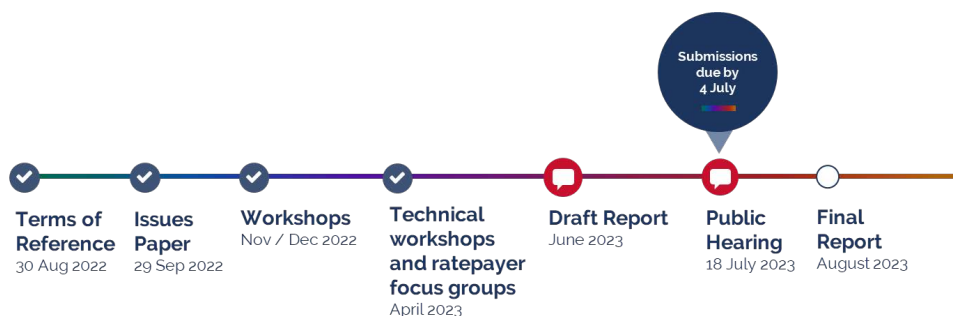 Submissions
due by
4 July
Terms of
Reference
30 Aug 2022
Issues
Paper
29 Sep 2022
Workshops
Nov / Dec 2022
Technical
workshops
and ratepayer
focus groups
April 2023
Draft Report
June 2023
Public
Hearing
18 July 2023
Final
Report
August 2023